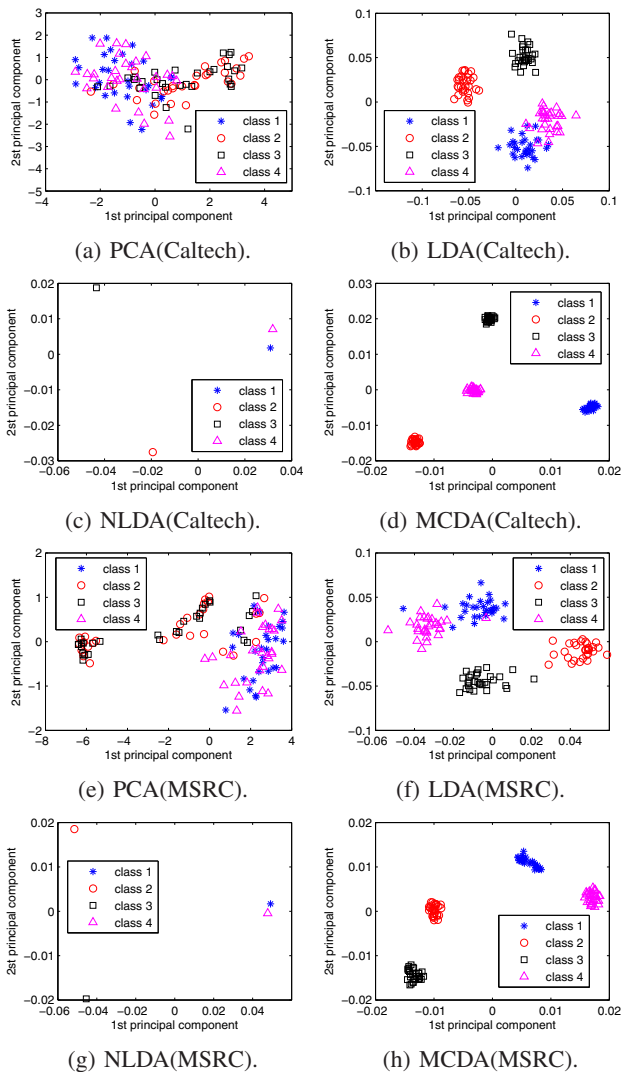 3
2
1
0
−1
−2
−3
−4
−5
−4 −2 0 2 4
2st principal component
1st principal component
class 1
class 2
class 3
class 4
(a) PCA(Caltech).
0.1
0.05
0
−0.05
−0.1
−0.1 −0.05 0 0.05 0.1
2st principal component
1st principal component
class 1
class 2
class 3
class 4
(b) LDA(Caltech).
0.02
0.01
0
−0.01
−0.02
−0.03
−0.06 −0.04 −0.02 0 0.02 0.04
2st principal component
1st principal component
class 1
class 2
class 3
class 4
(c) NLDA(Caltech).
0.03
0.02
0.01
0
−0.01
−0.02
−0.02 −0.01 0 0.01 0.02
2st principal component
1st principal component
class 1
class 2
class 3
class 4
(d) MCDA(Caltech).
2
1
0
−1
−2
−8 −6 −4 −2 0 2 4
2st principal component
1st principal component
class 1
class 2
class 3
class 4
(e) PCA(MSRC).
0.1
0.05
0
−0.05
−0.1
−0.06 −0.04 −0.02 0 0.02 0.04
2st principal component
1st principal component
class 1
class 2
class 3
class 4
(f) LDA(MSRC).
0.02
0.01
0
−0.01
−0.02
−0.06 −0.04 −0.02 0 0.02 0.04 0.06
2st principal component
1st principal component
class 1
class 2
class 3
class 4
(g) NLDA(MSRC).
0.02
0.01
0
−0.01
−0.02
−0.02 −0.01 0 0.01 0.02
2st principal component
1st principal component
class 1
class 2
class 3
class 4
(h) MCDA(MSRC).